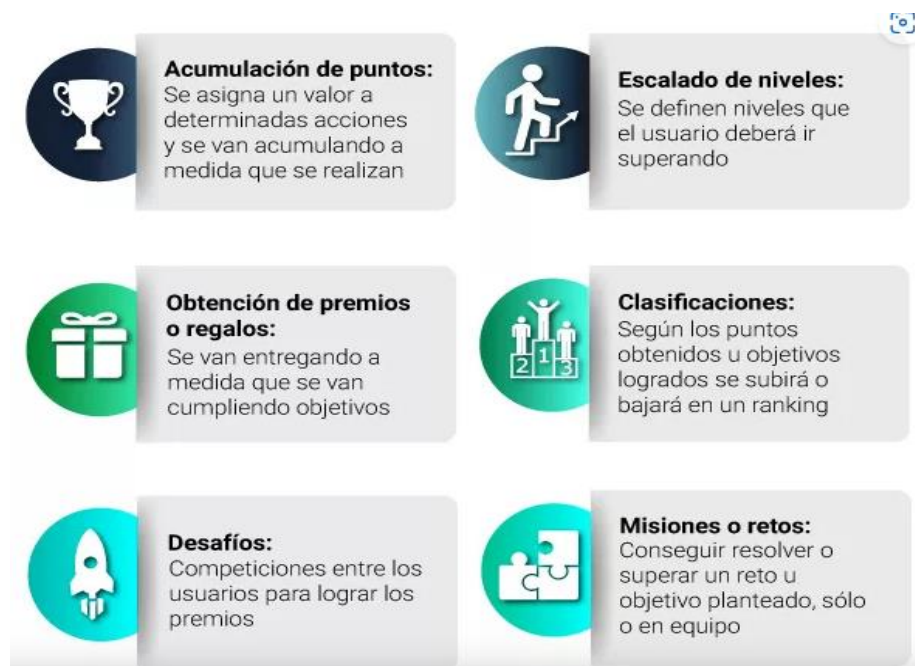 Acumulación de puntos:
Se asigna un valor a
determinadas acciones
y se van acumulando a
medida que se realizan
Escalado de niveles:
Se definen niveles que
el usuario deberá ir
superando
Obtención de premios
o regalos:
Se van entregando a
medida que se van
cumpliendo objetivos
2 1 3
Clasificaciones:
Según los puntos
obtenidos u objetivos
logrados se subirá o
bajará en un ranking
Desafíos:
Competiciones entre los
usuarios para lograr los
premios
Misiones o retos:
Conseguir resolver o
superar un reto u
objetivo planteado, sólo
o en equipo